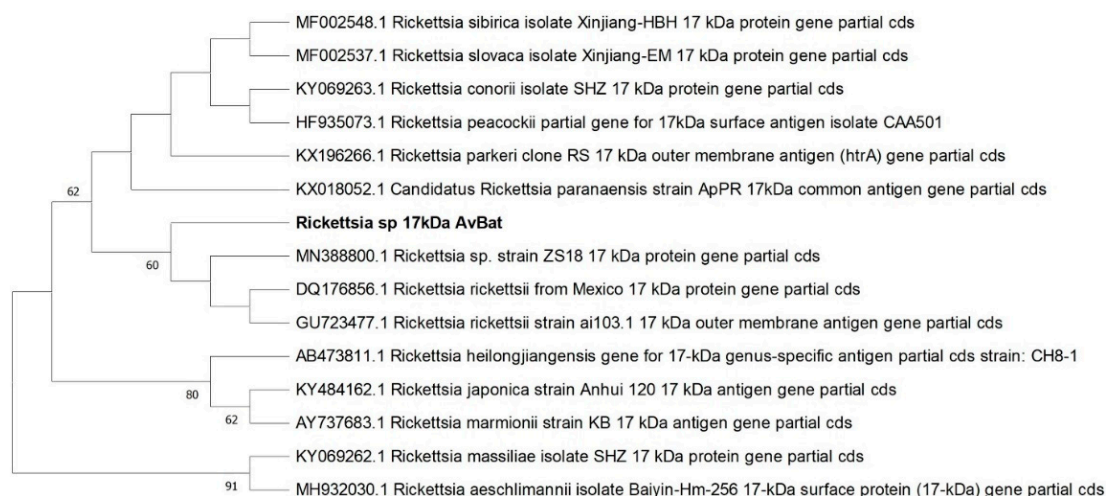 MF002548.1 Rickettsia sibirica isolate Xinjiang-HBH 17 kDa protein gene partial cds
MF002537.1 Rickettsia slovaca isolate Xinjiang-EM 17 kDa protein gene partial cds
KY069263.1 Rickettsia conorii isolate SHZ 17 kDa protein gene partial cds
HF935073.1 Rickettsia peacockii partial gene for 17kDa surface antigen isolate CAA501
KX196266.1 Rickettsia parkeri clone RS 17 kDa outer membrane antigen (htrA) gene partial cds
62
KX018052.1 Candidatus Rickettsia paranaensis strain ApPR 17kDa common antigen gene partial cds
Rickettsia sp 17kDa AvBat
MN388800.1 Rickettsia sp. strain ZS18 17 kDa protein gene partial cds
60
DQ176856.1 Rickettsia rickettsii from Mexico 17 kDa protein gene partial cds
GU723477.1 Rickettsia rickettsii strain ai103.1 17 kDa outer membrane antigen gene partial cds
AB473811.1 Rickettsia heilongjiangensis gene for 17-kDa genus-specific antigen partial cds strain: CH8-1
80
KY484162.1 Rickettsia japonica strain Anhui 120 17 kDa antigen gene partial cds
62
AY737683.1 Rickettsia marmionii strain KB 17 kDa antigen gene partial cds
KY069262.1 Rickettsia massiliae isolate SHZ 17 kDa protein gene partial cds
91
MH932030.1 Rickettsia aeschlimannii isolate Baiyin-Hm-256 17-kDa surface protein (17-kDa) gene partial cds